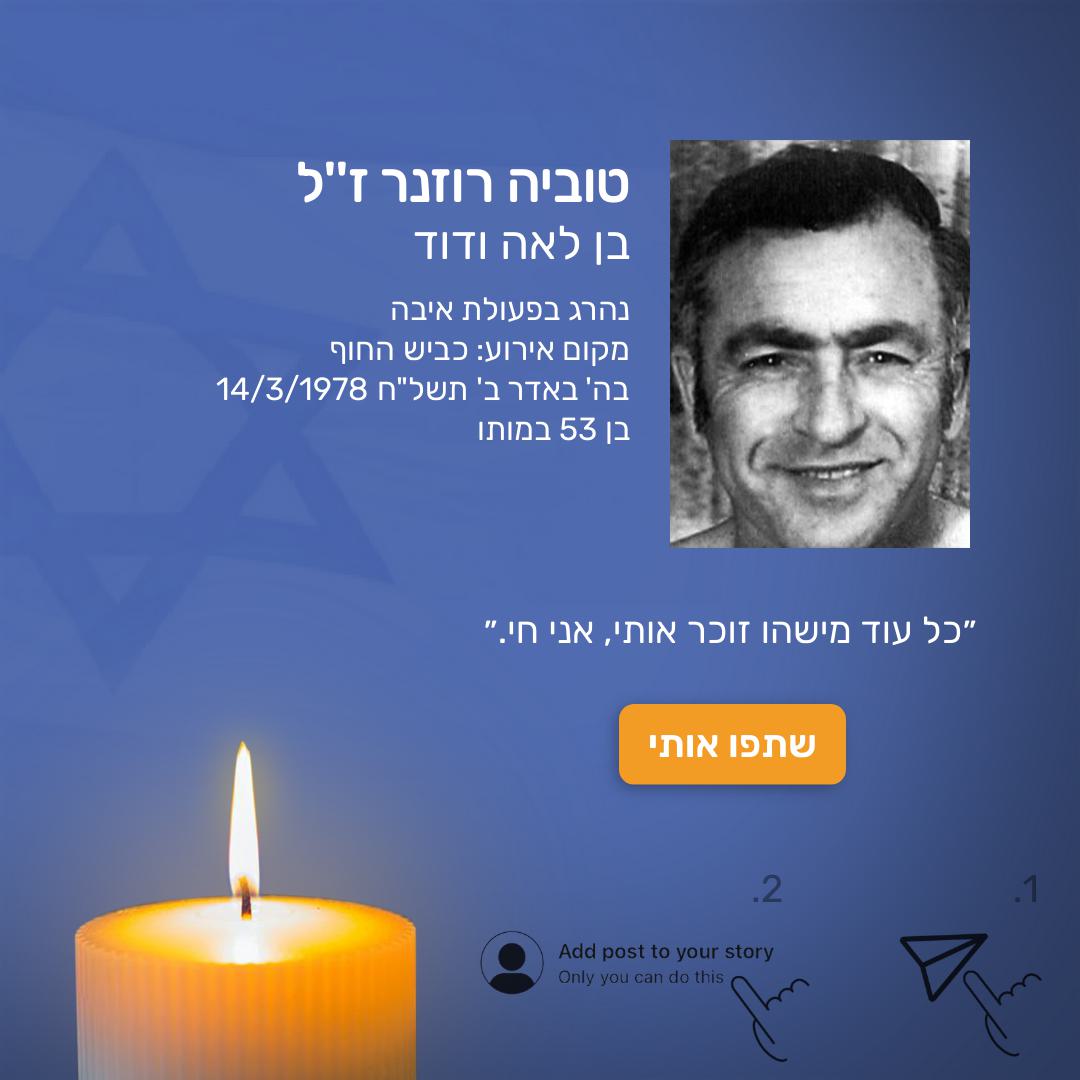 טוביה רוזנר ז"ל
בן לאה ודוד
נהרג בפעולת איבה
מקום אירוע: כביש החוף
בה' באדר ב' תשל"ח 14/3/1978
בן 53 במותו
״כל עוד מישהו זוכר אותי, אני חי.״
שתפו אותי
1.
2.
Add post to your story
Only you can do this